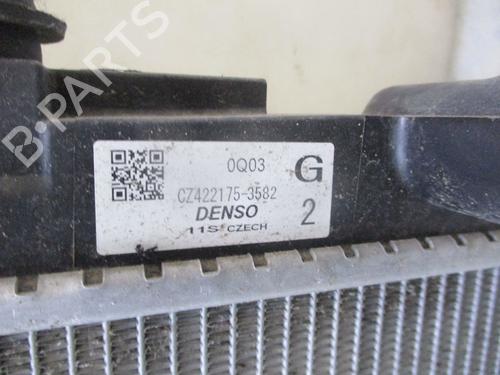 B-PARTS
0Q03 G
CZ422175-3582
DENSO 2
11S CZECH